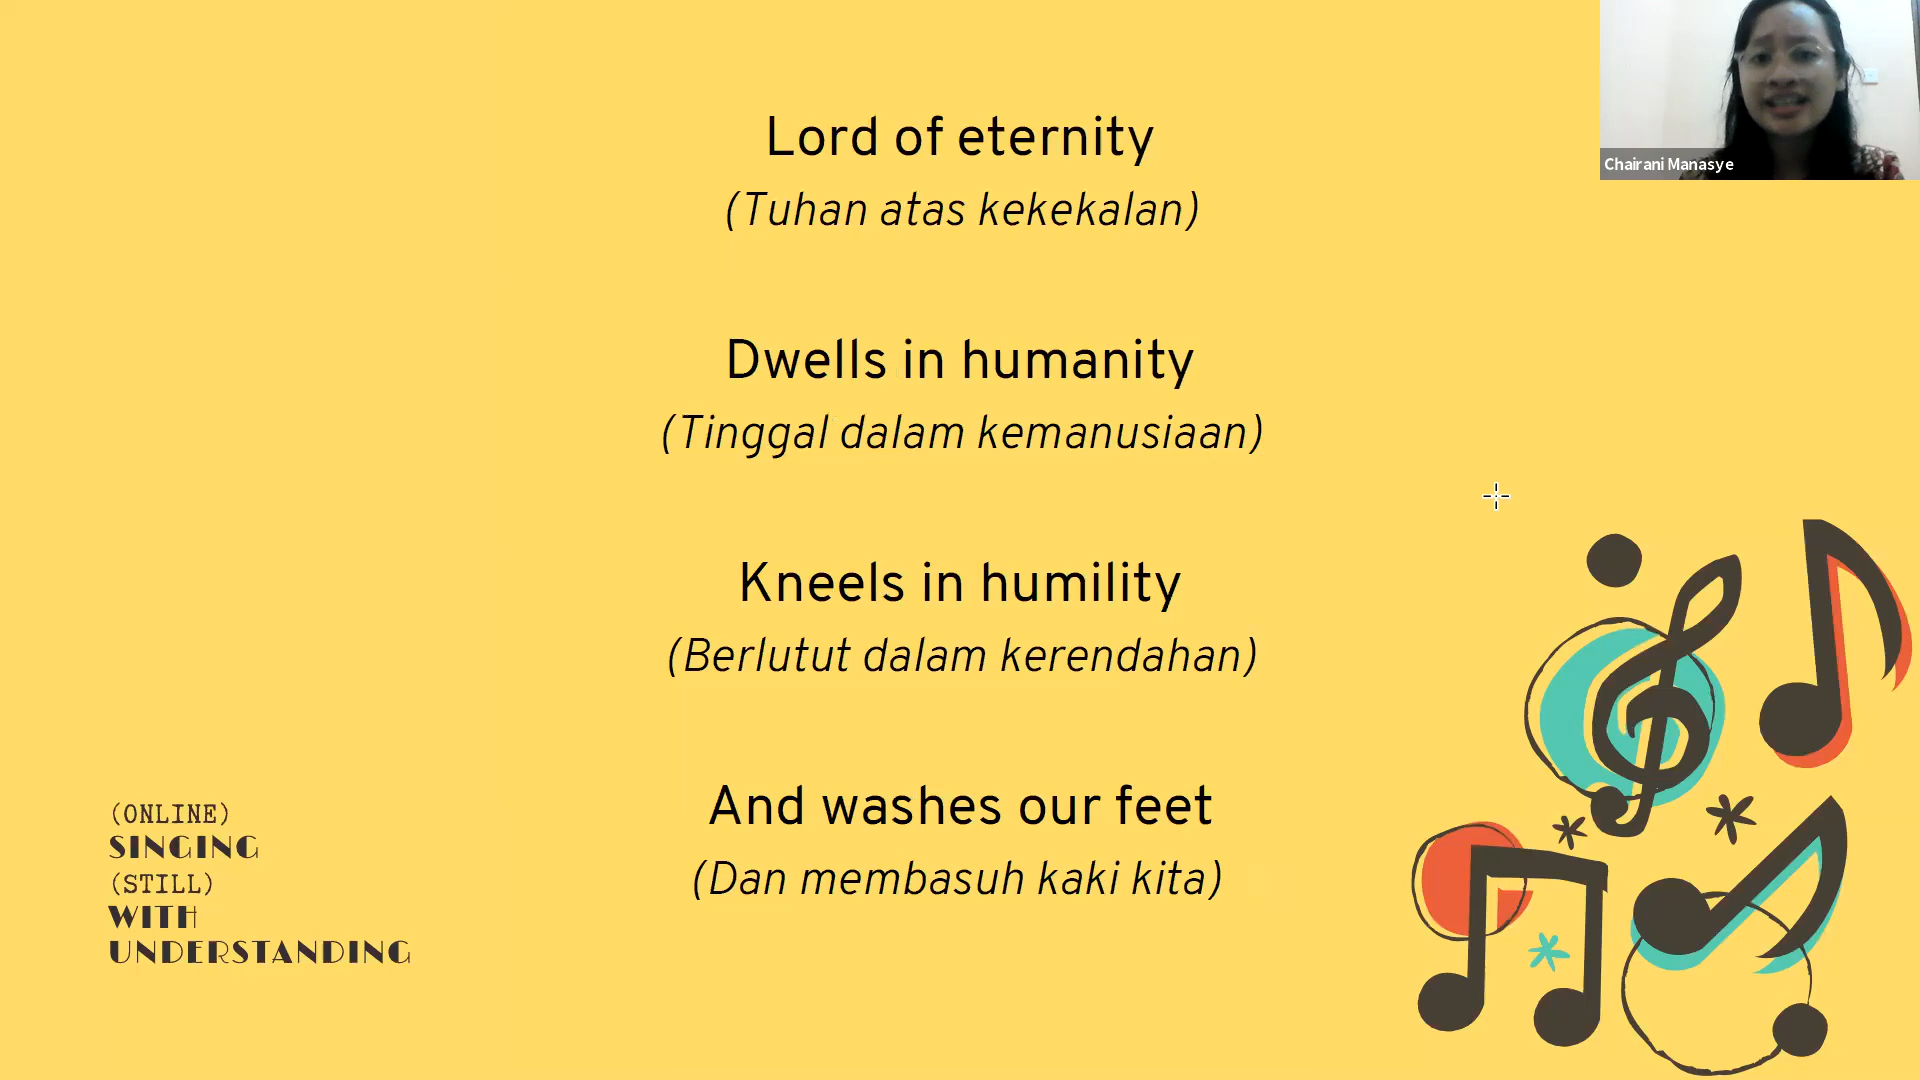 Lord of eternity
(Tuhan atas kekekalan)
Dwells in humanity
(Tinggal dalam kemanusiaan)
Kneels in humility
(Berlutut dalam kerendahan)
And washes our feet
(Dan membasuh kaki kita)
(ONLINE)
SINGING
(STILL)
WITH
UNDERSTANDING
Chairani Manasye